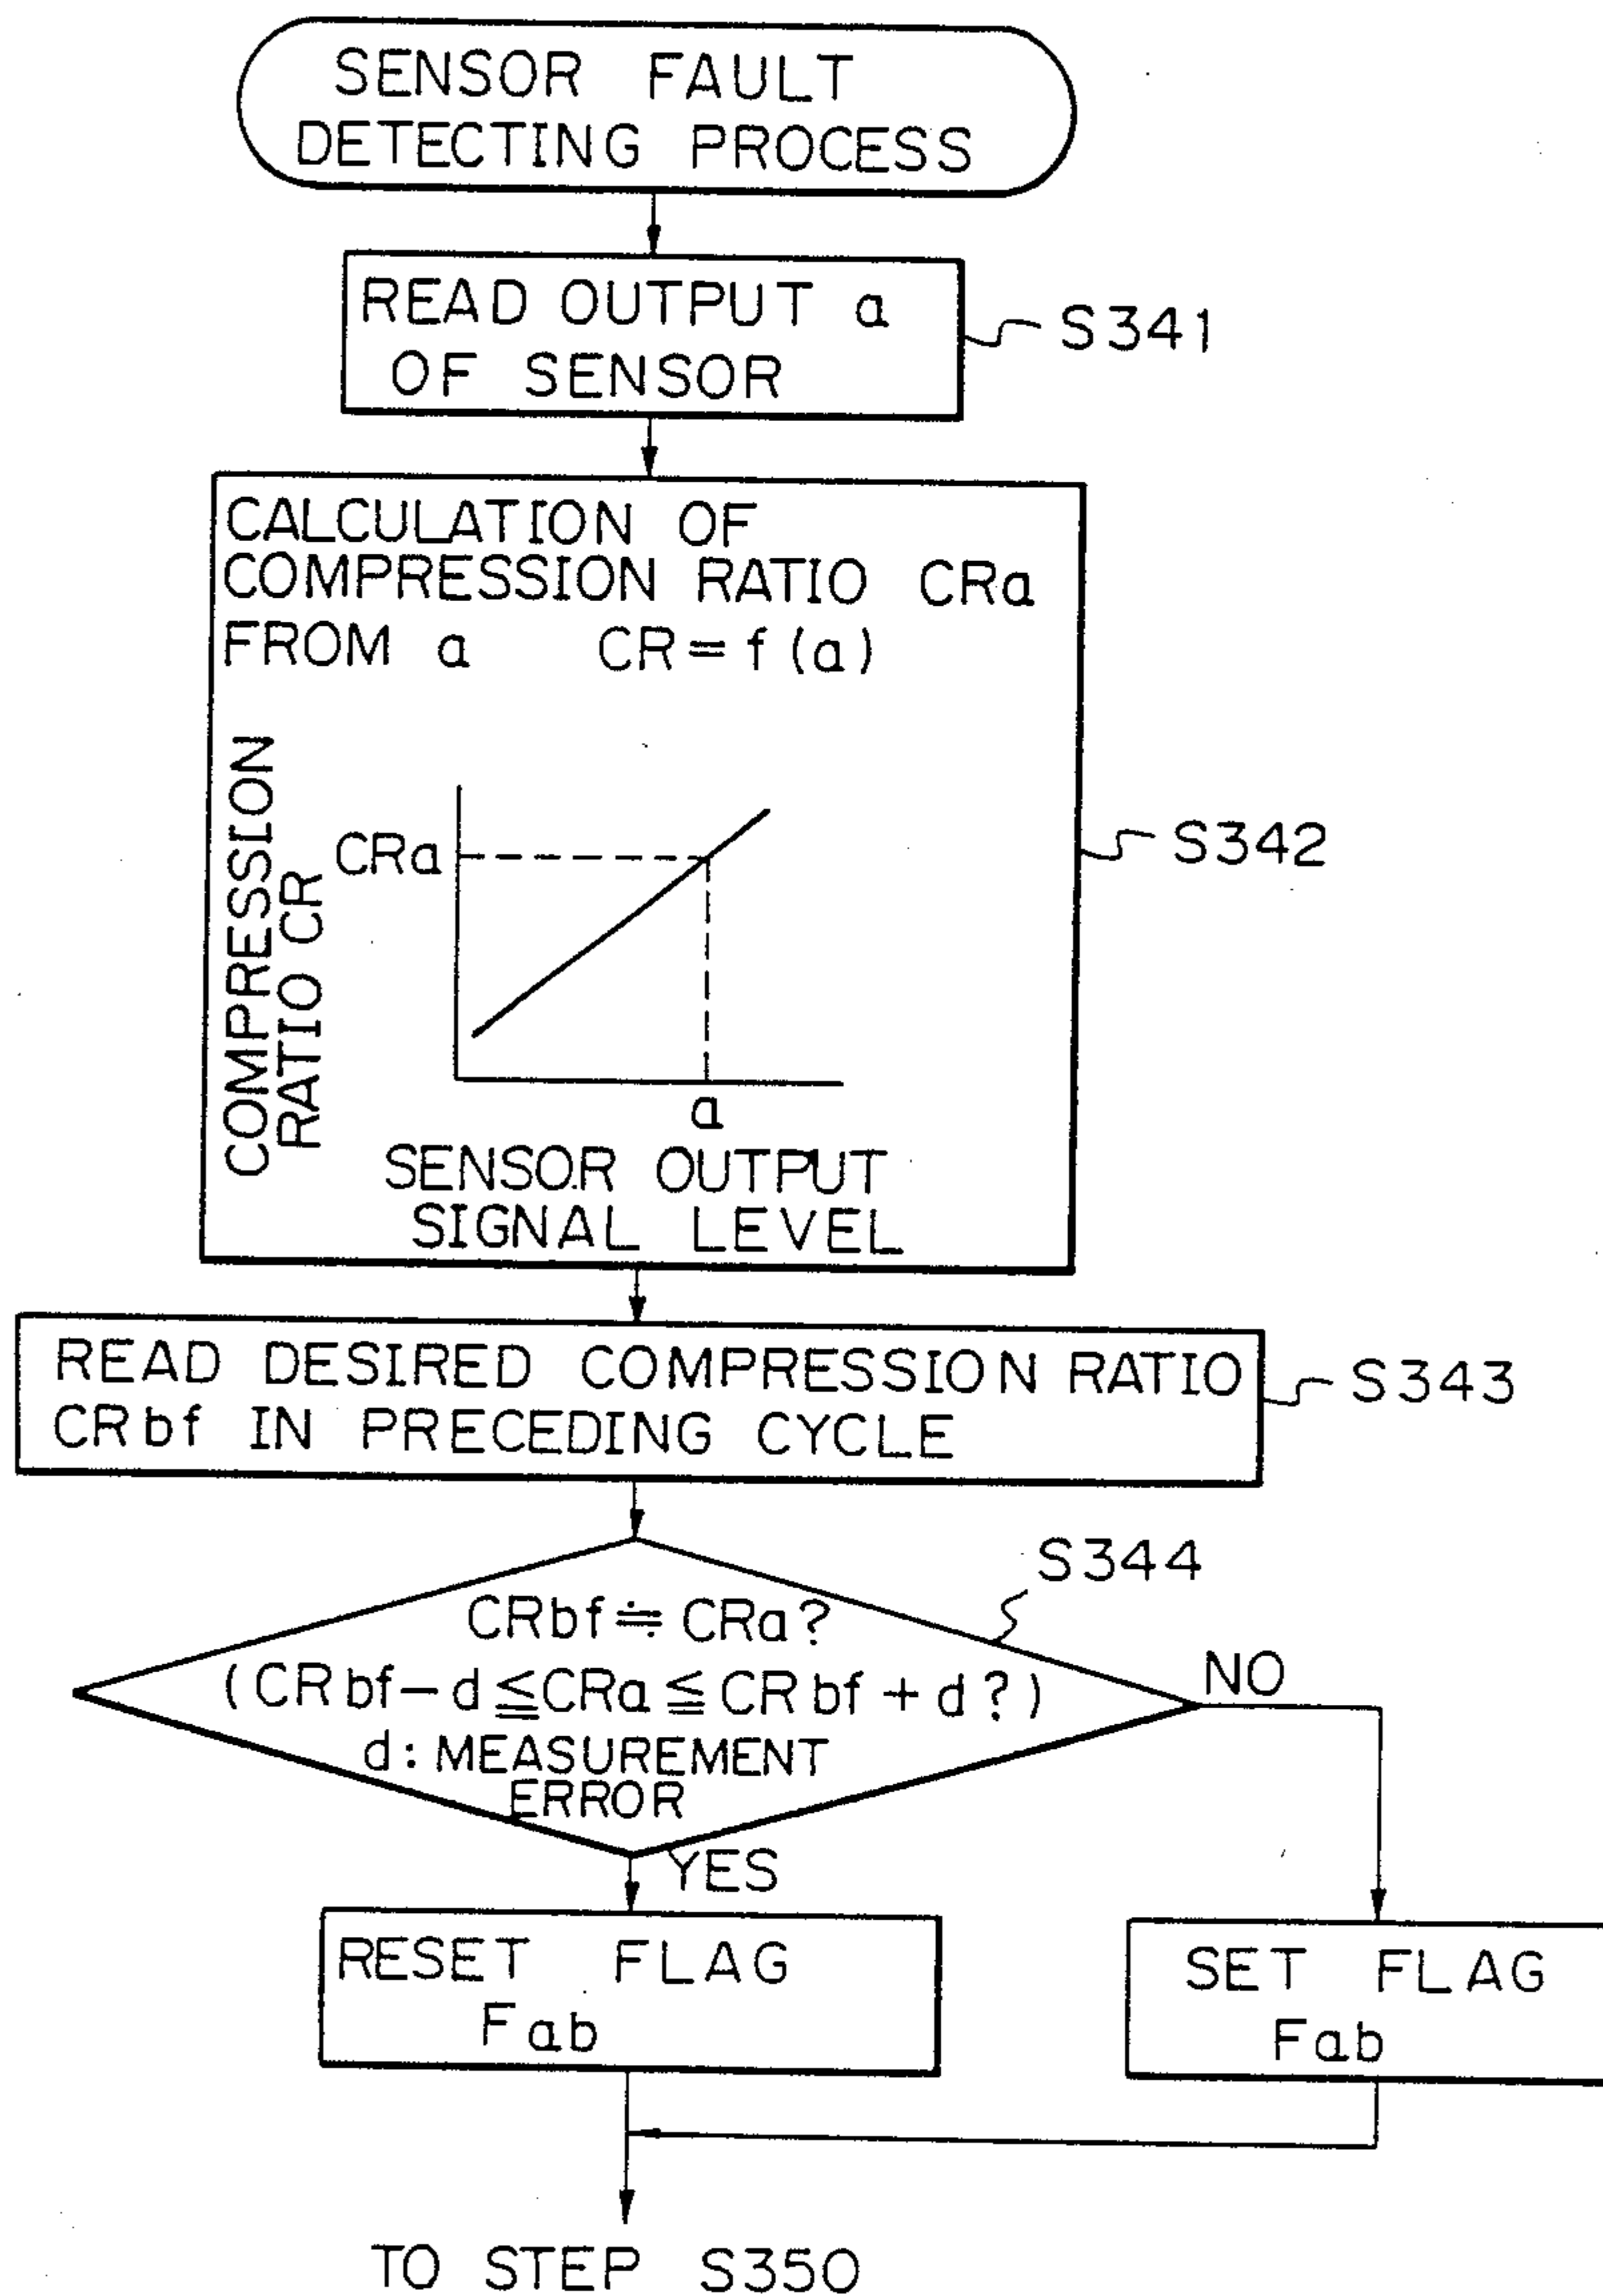 SENSOR FAULT
DETECTING PROCESS
READ OUTPUT a
OF SENSOR
S341
CALCULATION OF
COMPRESSION RATIO CRa
FROM a CR=f(a)
COMPRESSION
RATIO CR
CRa
a
SENSOR OUTPUT
SIGNAL LEVEL
S342
READ DESIRED COMPRESSION RATIO
CRbf IN PRECEDING CYCLE
S343
S344
CRbf≒CRa?
(CRbf-d≦CRa≦CRbf+d?)
d: MEASUREMENT
ERROR
NO
YES
RESET FLAG
Fab
SET FLAG
Fab
TO STEP S350